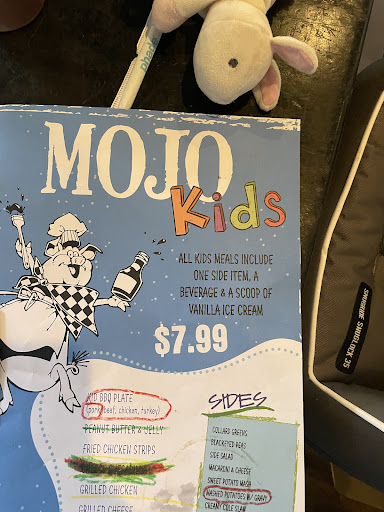 MOJO
Kids
ALL KIDS MEALS INCLUDE
ONE SIDE ITEM, A
BEVERAGE & A SCOOP OF
VANILLA ICE CREAM
$7.99
KID BBQ PLATE
(pork, beef, chicken, turkey)
PEANUT BUTTER & JELLY
FRIED CHICKEN STRIPS
GRILLED CHICKEN
GRILLED CHEESE
SIDES
COLLARD GREENS
BLACKEYED PEAS
SIDE SALAD
MACARONI & CHEESE
SWEET POTATO MASH
MASHED POTATOES W/ GRAVY
CREAMY COLE SLAW
SNUGLOCK 35